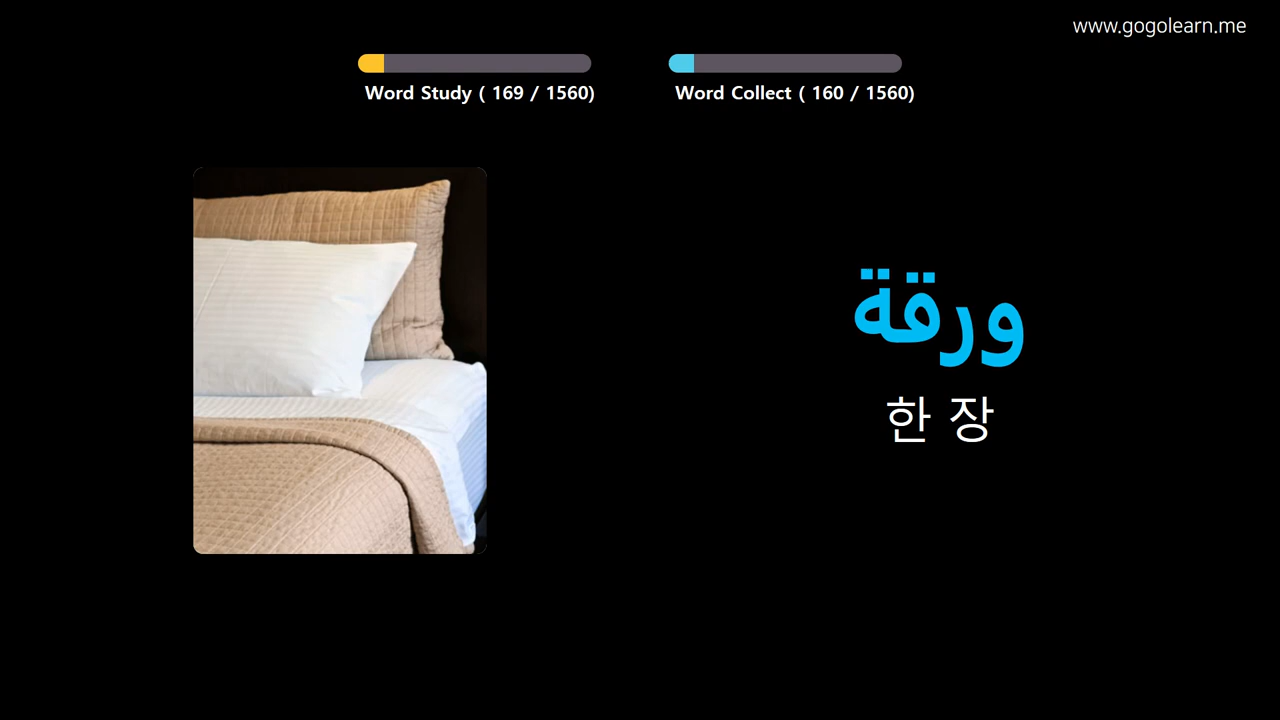 www.gogolearn.me
Word Study ( 169 / 1560)
Word Collect ( 160 / 1560)
ورقة
한 장